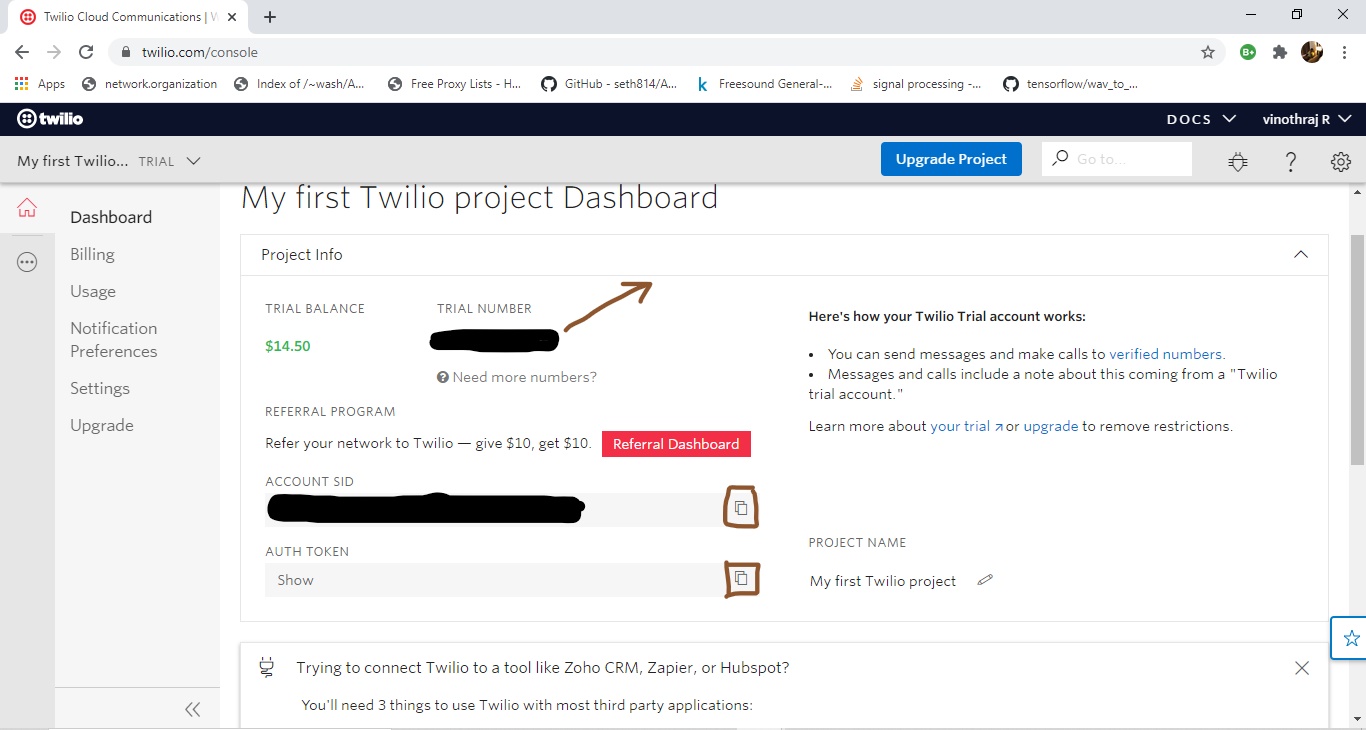 Twilio Cloud Communications |
twilio.com/console
Apps network.organization Index of /~wash/A... Free Proxy Lists - H... GitHub - seth814/A... Freesound General-... signal processing -... tensorflow/wav_to_...
twilio DOCS vinothraj R
My first Twilio... TRIAL Upgrade Project Go to...
My first Twilio project Dashboard
Dashboard
Billing
Usage
Notification
Preferences
Settings
Upgrade
Project Info
TRIAL BALANCE
$14.50
TRIAL NUMBER
Need more numbers?
REFERRAL PROGRAM
Refer your network to Twilio — give $10, get $10. Referral Dashboard
ACCOUNT SID
AUTH TOKEN
Show
Here's how your Twilio Trial account works:
• You can send messages and make calls to verified numbers.
• Messages and calls include a note about this coming from a "Twilio
trial account."
Learn more about your trial or upgrade to remove restrictions.
PROJECT NAME
My first Twilio project
Trying to connect Twilio to a tool like Zoho CRM, Zapier, or Hubspot?
You'll need 3 things to use Twilio with most third party applications: